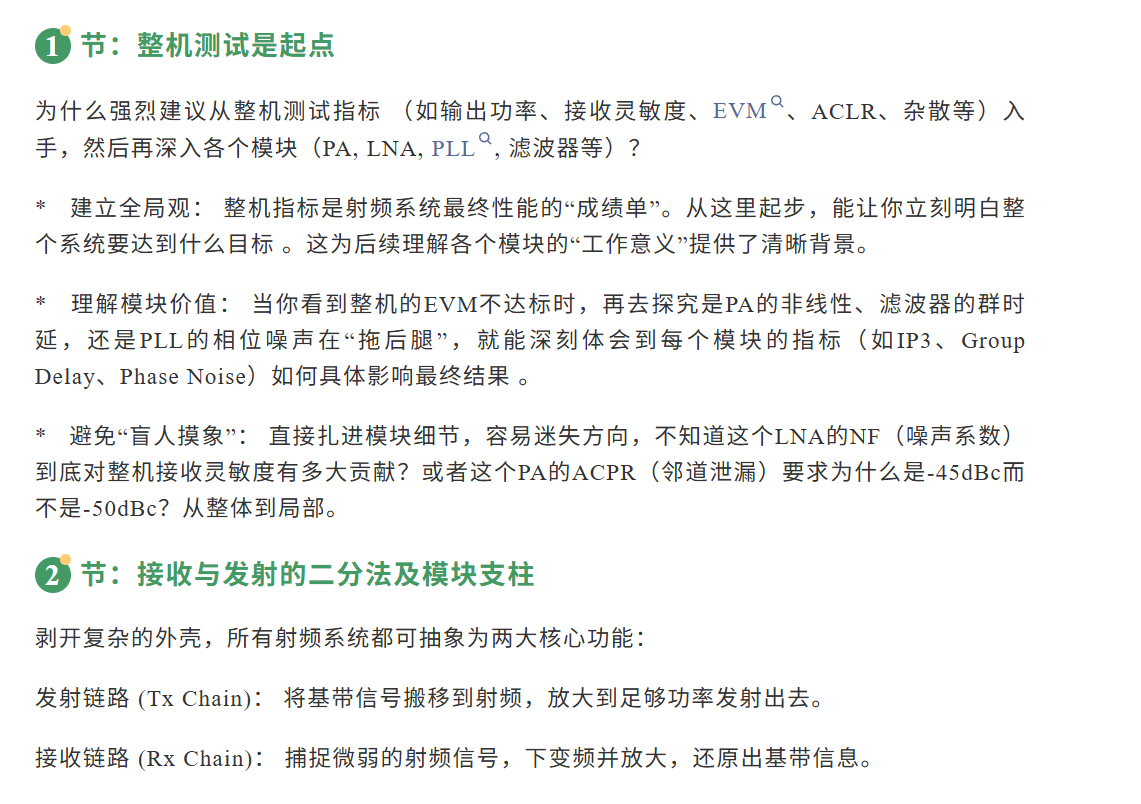 1 节：整机测试是起点
为什么强烈建议从整机测试指标 （如输出功率、接收灵敏度、EVM、ACLR、杂散等）入
手，然后再深入各个模块（PA, LNA, PLL, 滤波器等）？
* 建立全局观： 整机指标是射频系统最终性能的“成绩单”。从这里起步，能让你立刻明白整
个系统要达到什么目标 。这为后续理解各个模块的“工作意义”提供了清晰背景。
* 理解模块价值： 当你看到整机的EVM不达标时，再去探究是PA的非线性、滤波器的群时
延，还是PLL的相位噪声在“拖后腿”，就能深刻体会到每个模块的指标（如IP3、Group
Delay、Phase Noise）如何具体影响最终结果 。
* 避免“盲人摸象”： 直接扎进模块细节，容易迷失方向，不知道这个LNA的NF（噪声系数）
到底对整机接收灵敏度有多大贡献？或者这个PA的ACPR（邻道泄漏）要求为什么是-45dBc而
不是-50dBc？从整体到局部。
2 节：接收与发射的二分法及模块支柱
剥开复杂的外壳，所有射频系统都可抽象为两大核心功能：
发射链路 (Tx Chain)： 将基带信号搬移到射频，放大到足够功率发射出去。
接收链路 (Rx Chain)： 捕捉微弱的射频信号，下变频并放大，还原出基带信息。